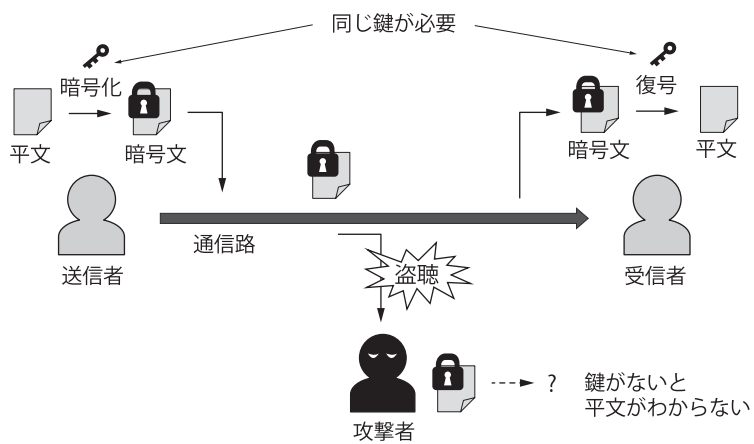 同じ鍵が必要
暗号化
復号
平文
暗号文
暗号文
平文
通信路
送信者
受信者
盗聴
? 鍵がないと
平文がわからない
攻撃者